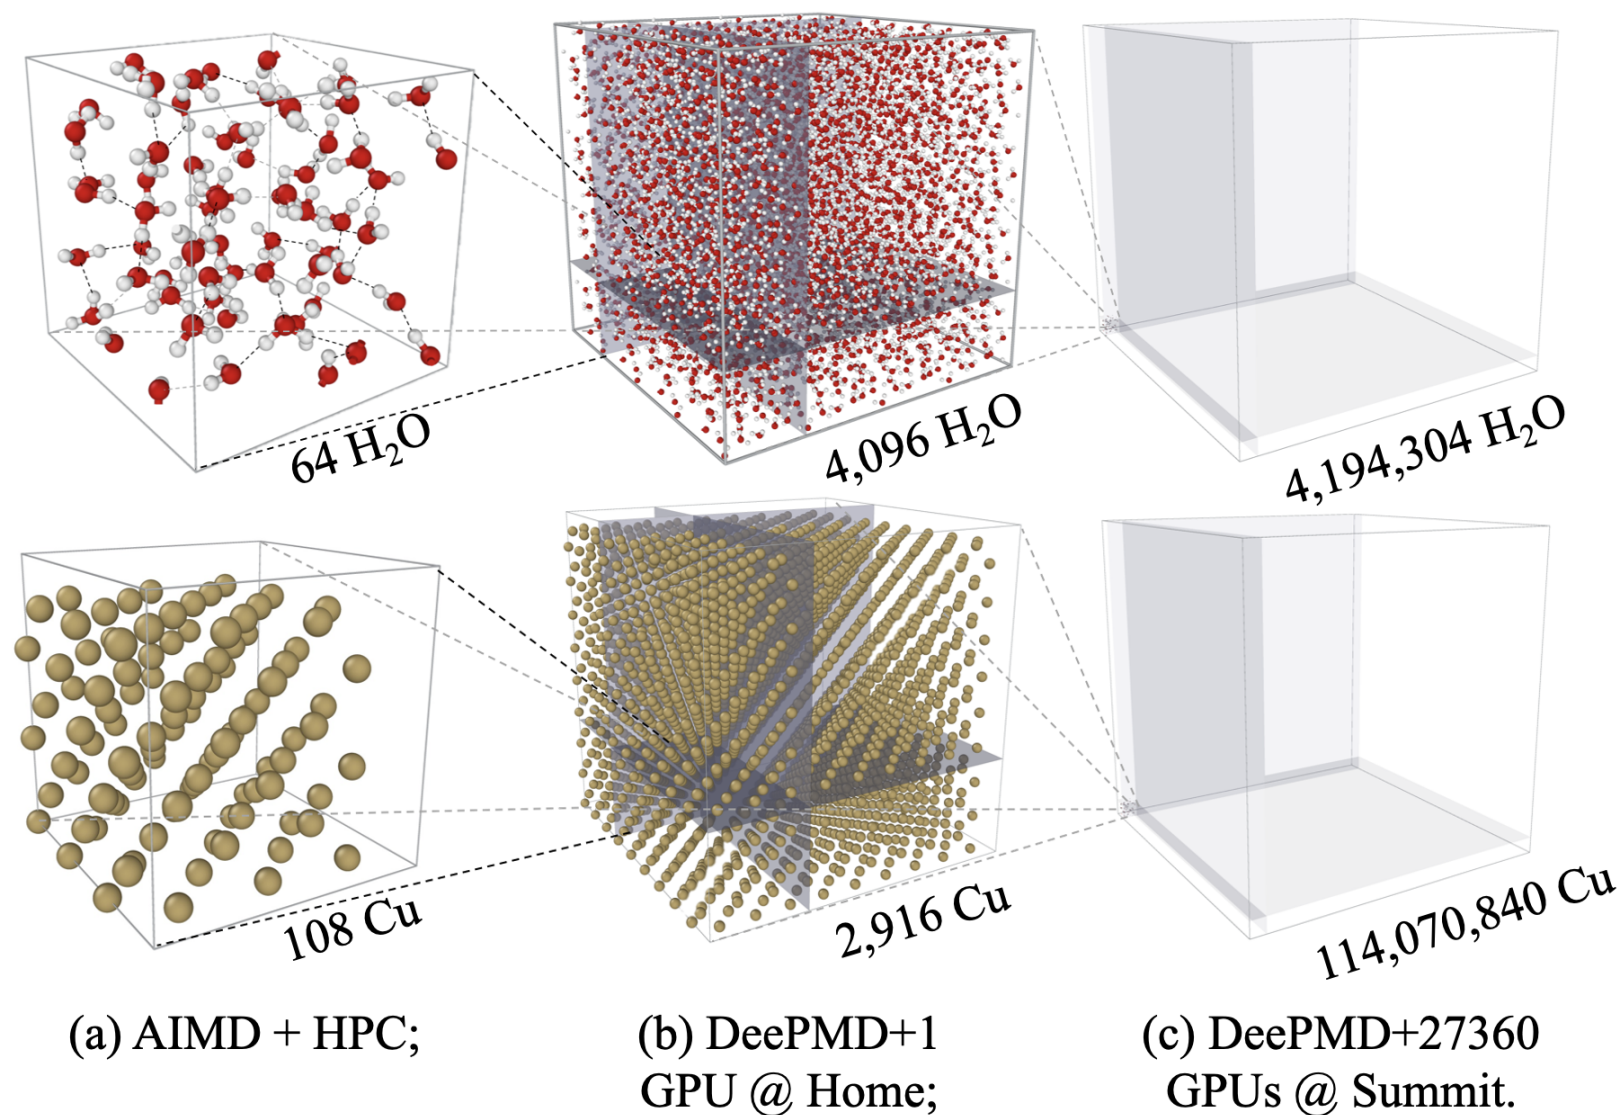 64 H₂O
4,096 H₂O
4,194,304 H₂O
108 Cu
2,916 Cu
114,070,840 Cu
(a) AIMD + HPC;
(b) DeePMD+1
GPU @ Home;
(c) DeePMD+27360
GPUs @ Summit.